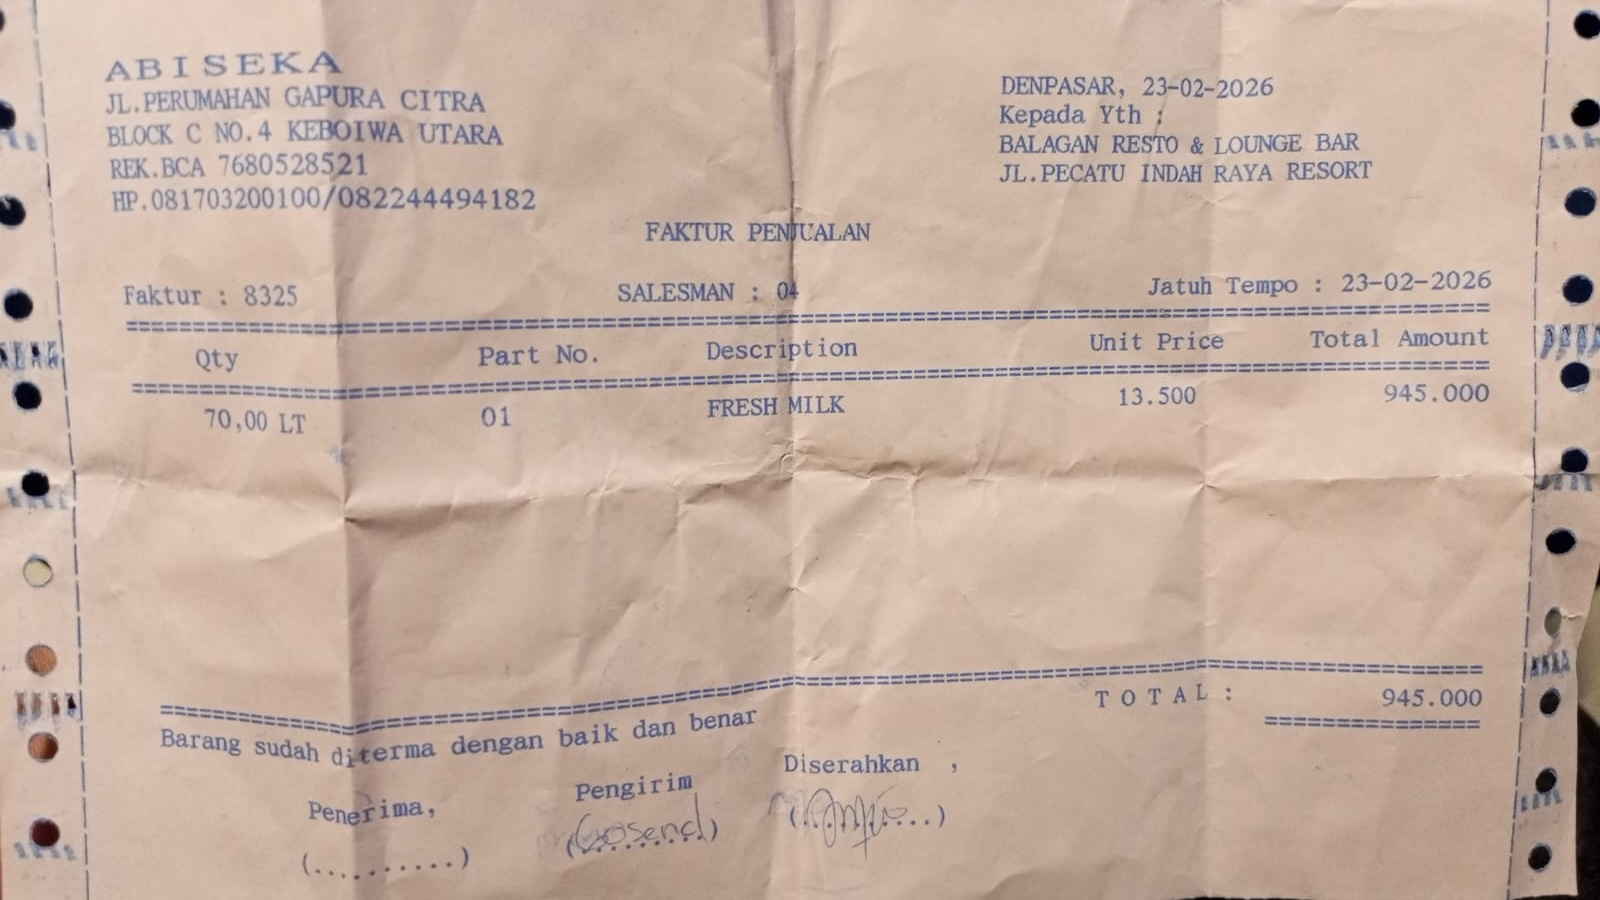 ABISEKA
JL.PERUMAHAN GAPURA CITRA
BLOCK C NO.4 KEBOIWA UTARA
REK.BCA 7680528521
HP.081703200100/082244494182
DENPASAR, 23-02-2026
Kepada Yth :
BALAGAN RESTO & LOUNGE BAR
JL.PECATU INDAH RAYA RESORT
FAKTUR PENJUALAN
Faktur : 8325 SALESMAN : 04 Jatuh Tempo : 23-02-2026
Qty Part No. Description Unit Price Total Amount
70,00 LT 01 FRESH MILK 13.500 945.000
T O T A L : 945.000
Barang sudah diterma dengan baik dan benar
Penerima, Pengirim Diserahkan ,
(..........) (Gosend) (..........)